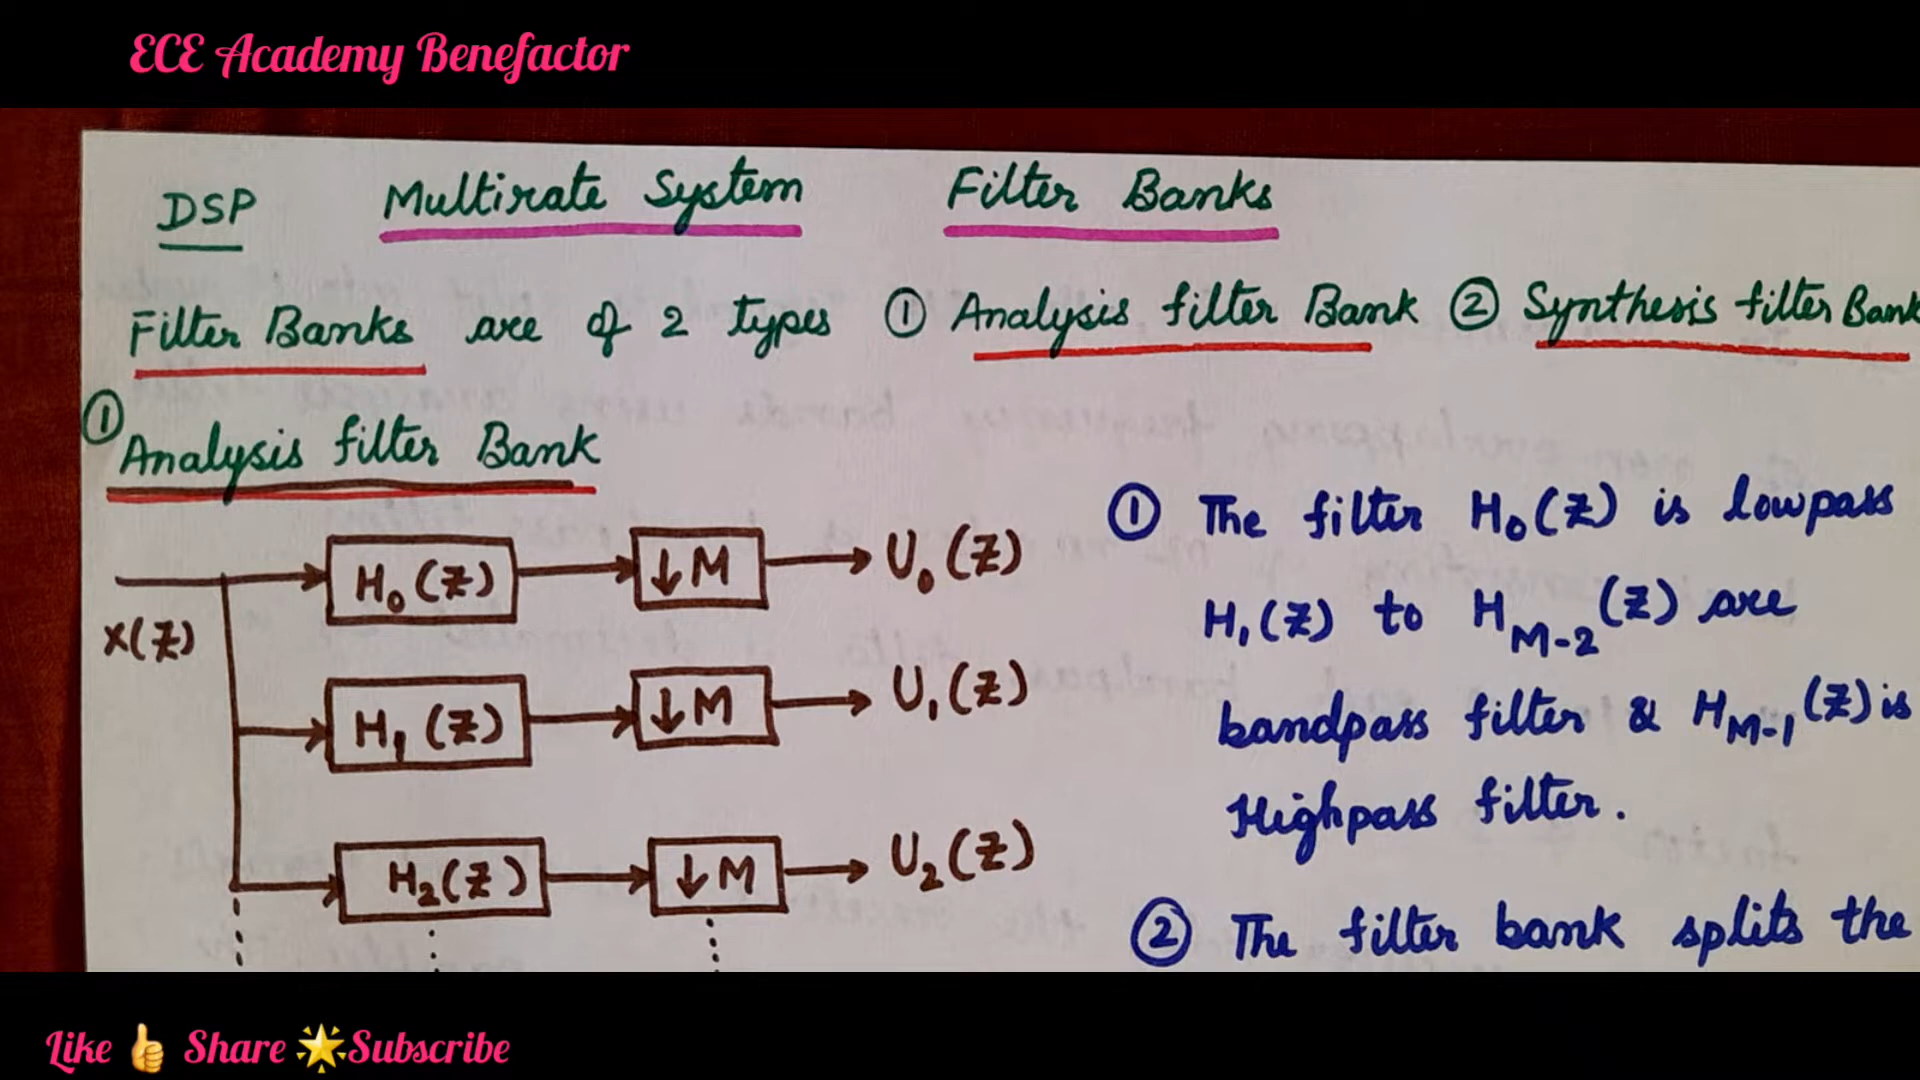 ECE Academy Benefactor
DSP Multirate System Filter Banks
Filter Banks are of 2 types ① Analysis filter Bank ② Synthesis filter Bank
① Analysis filter Bank
X(Z)
H₀(Z) ↓M U₀(Z)
H₁(Z) ↓M U₁(Z)
H₂(Z) ↓M U₂(Z)
① The filter H₀(Z) is lowpass
H₁(Z) to H_M-2(Z) are
bandpass filter & H_M-1(Z) is
Highpass filter.
② The filter bank splits the
Like 👍 Share 🌟Subscribe